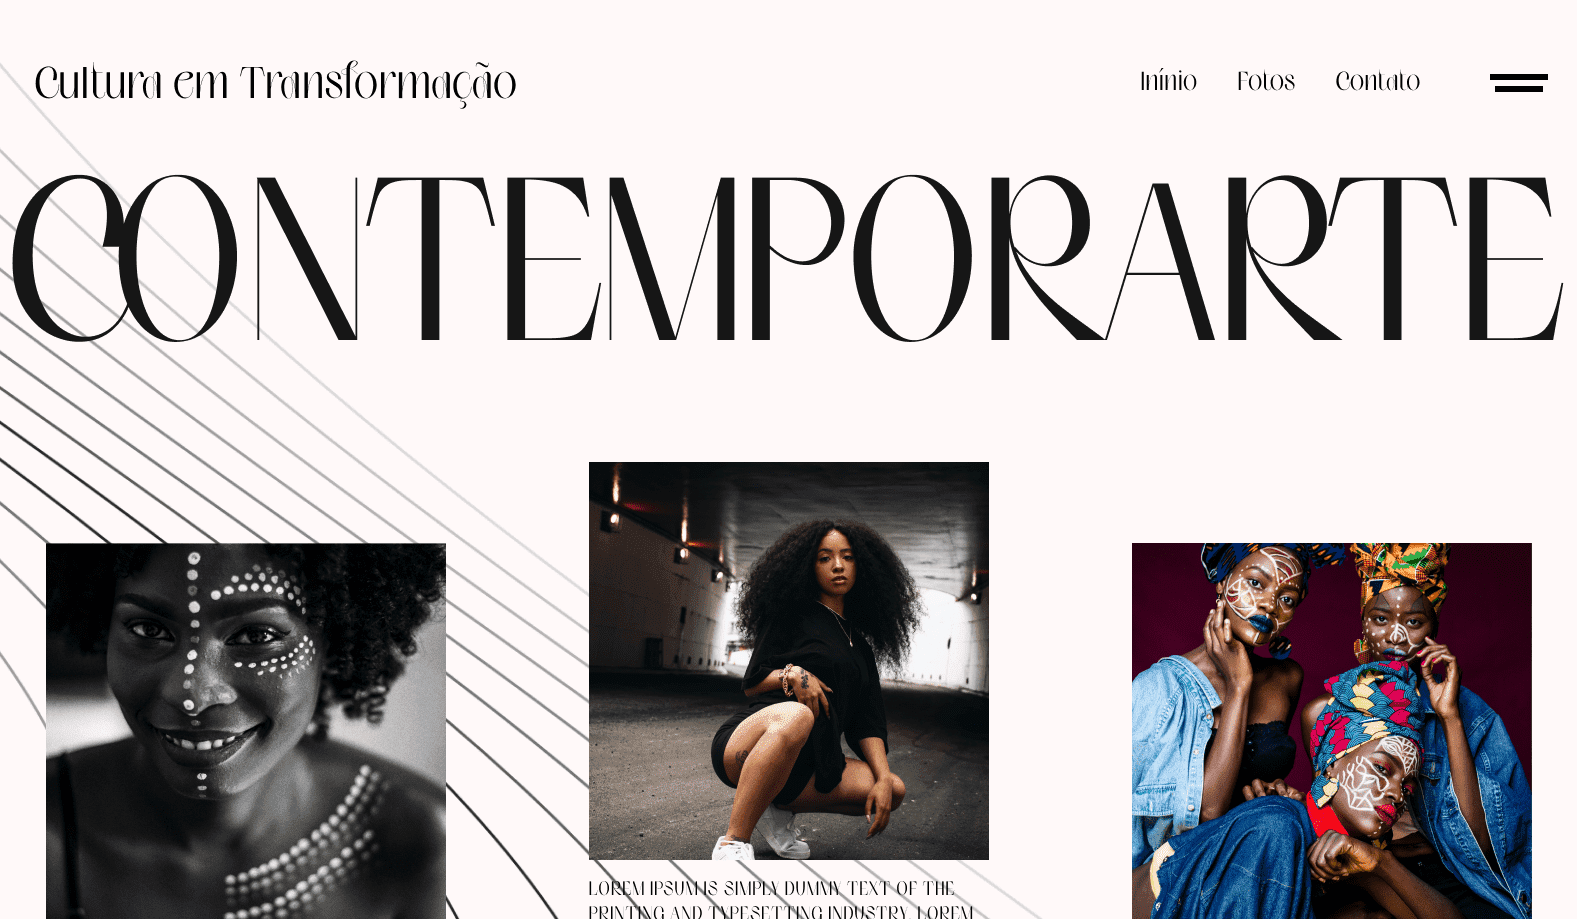 Cultura em Transformação
Inínio Fotos Contato
CONTEMPORARTE
LOREM IPSUM IS SIMPLY DUMMY TEXT OF THE
PRINTING AND TYPESETTING INDUSTRY. LOREM